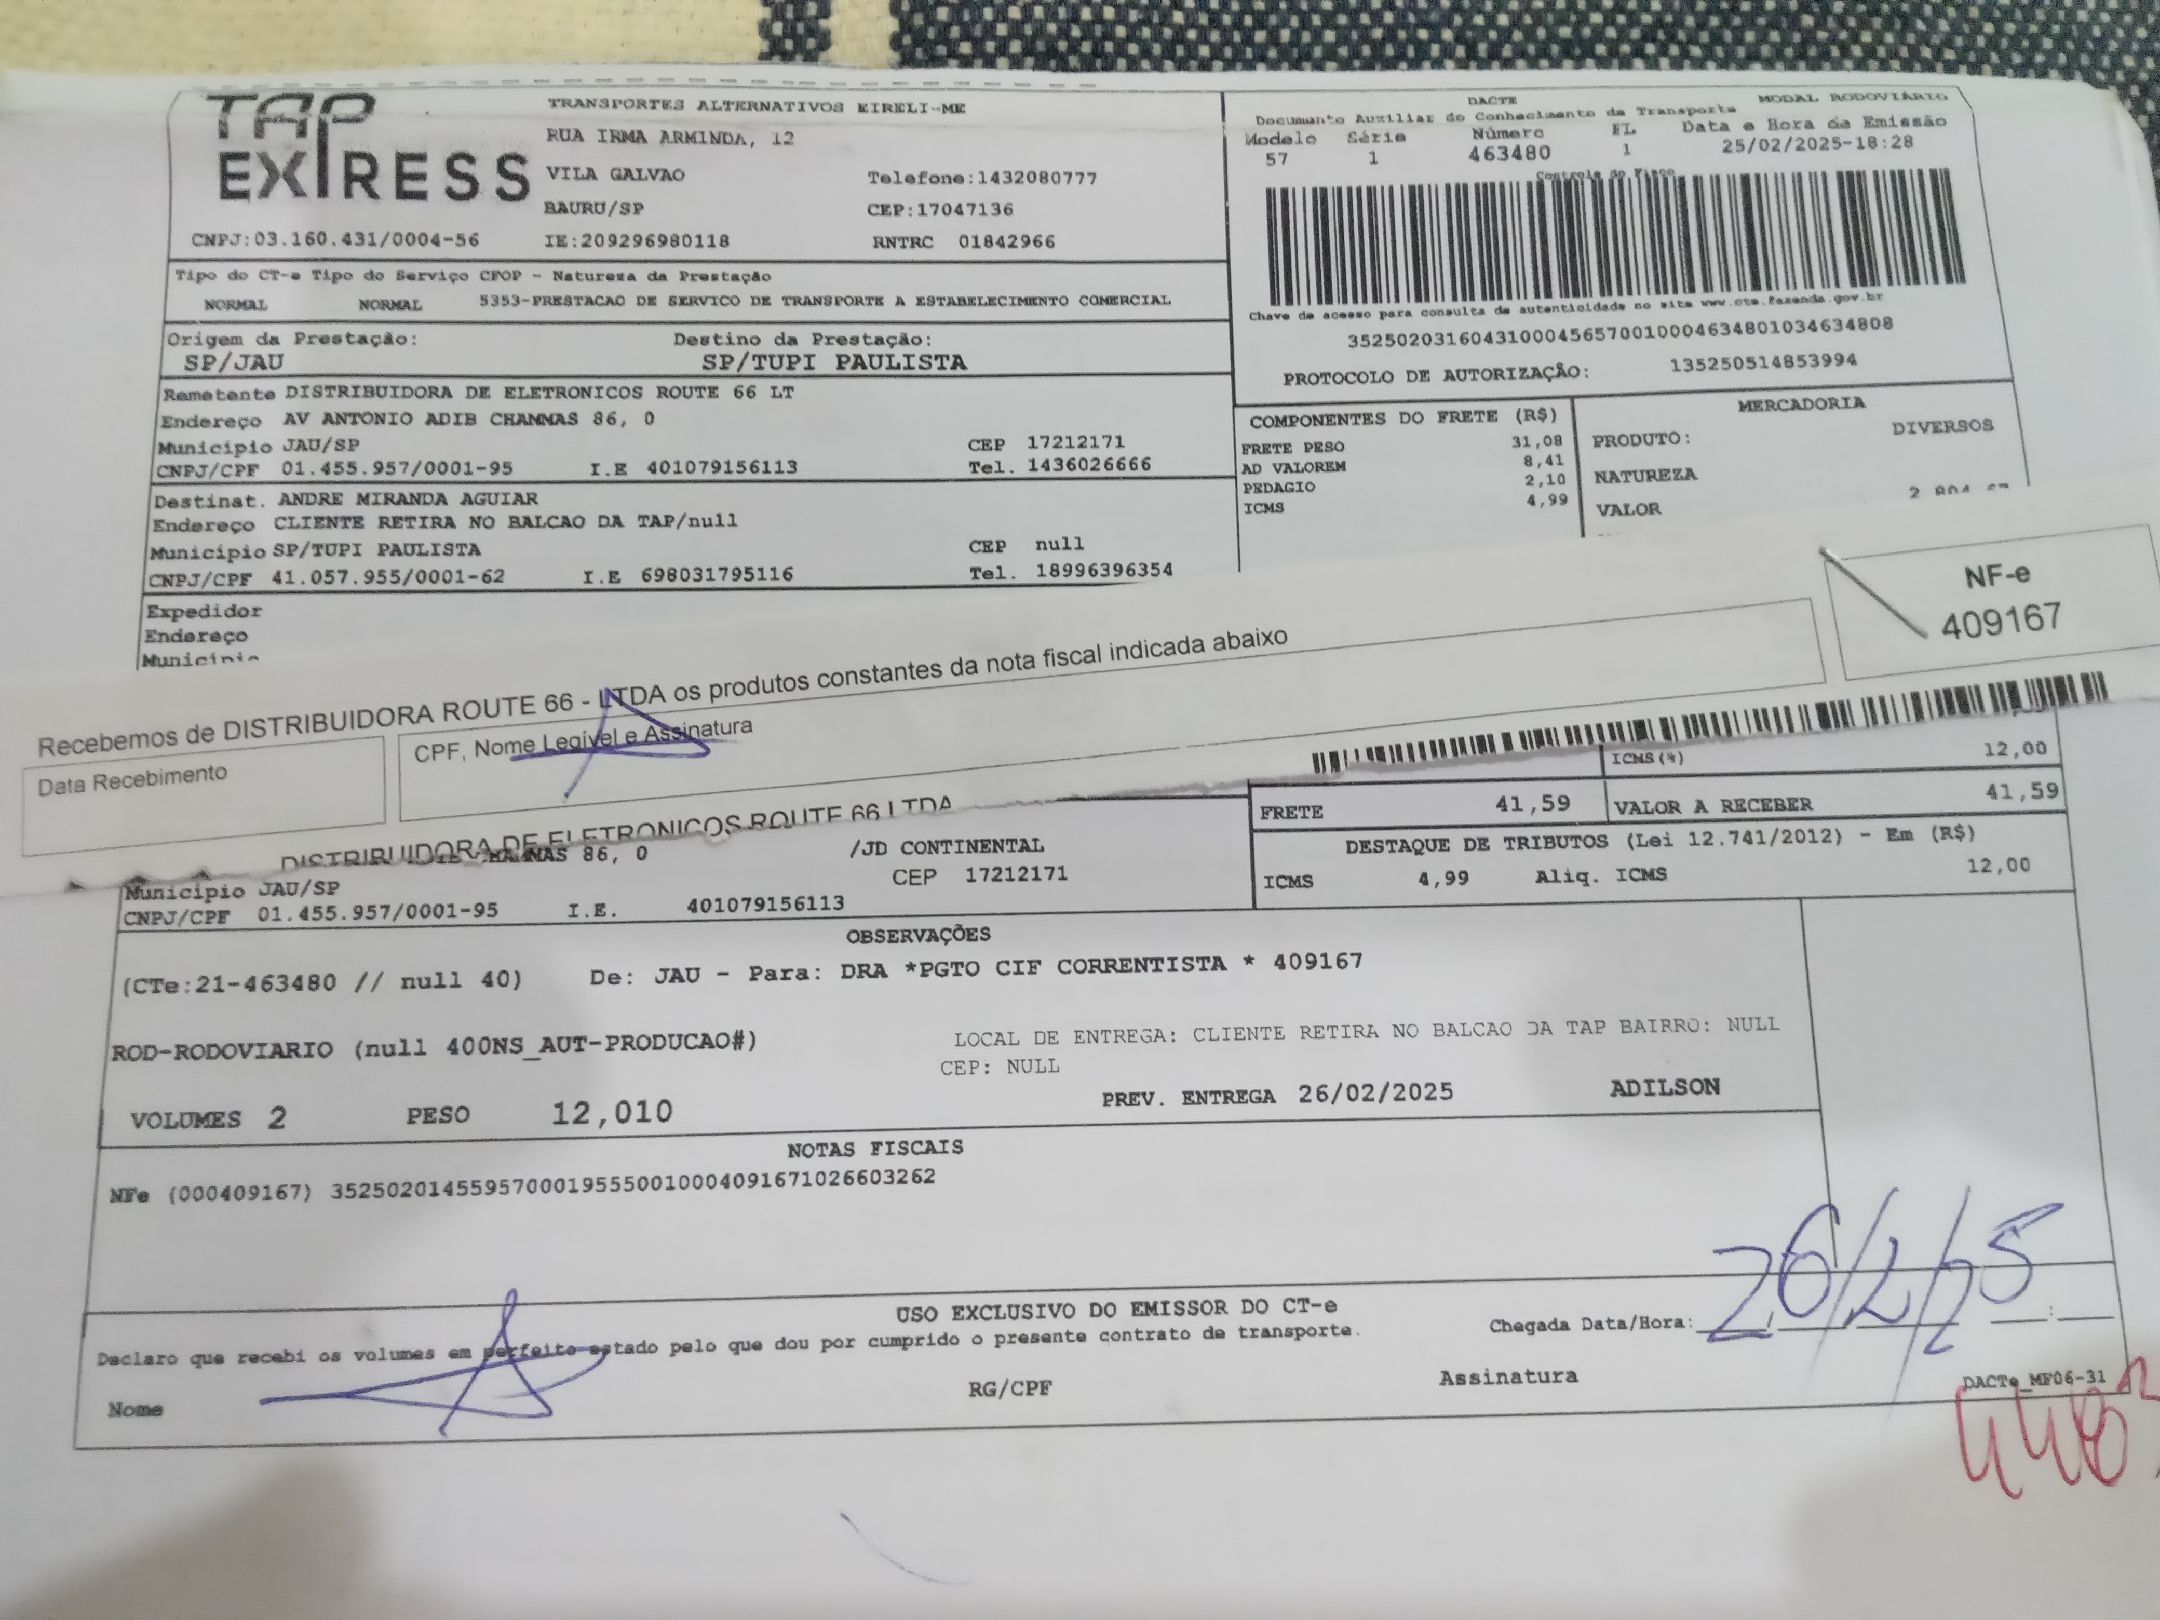 TAP EXPRESS
TRANSPORTES ALTERNATIVOS EIRELI-ME
RUA IRMA ARMINDA, 12
VILA GALVAO Telefone:1432080777
BAURU/SP CEP:17047136
CNPJ:03.160.431/0004-56 IE:209296980118 RNTRC 01842966
DACTE MODAL RODOVIÁRIO
Documento Auxiliar do Conhecimento de Transporte
Modelo Série Número FL Data e Hora da Emissão
57 1 463480 1 25/02/2025-18:28
Controle do Fisco
Chave de acesso para consulta de autenticidade no site www.cte.fazenda.gov.br
35250203160431000456570010004634801034634808
PROTOCOLO DE AUTORIZAÇÃO: 135250514853994
Tipo do CT-e Tipo do Serviço CFOP - Natureza da Prestação
NORMAL NORMAL 5353-PRESTACAO DE SERVICO DE TRANSPORTE A ESTABELECIMENTO COMERCIAL
Origem da Prestação: Destino da Prestação:
SP/JAU SP/TUPI PAULISTA
Remetente DISTRIBUIDORA DE ELETRONICOS ROUTE 66 LT
Endereço AV ANTONIO ADIB CHAMMAS 86, 0
Município JAU/SP CEP 17212171
CNPJ/CPF 01.455.957/0001-95 I.E 401079156113 Tel. 1436026666
Destinat. ANDRE MIRANDA AGUIAR
Endereço CLIENTE RETIRA NO BALCAO DA TAP/null
Município SP/TUPI PAULISTA CEP null
CNPJ/CPF 41.057.955/0001-62 I.E 698031795116 Tel. 18996396354
Expedidor
Endereço
Município
COMPONENTES DO FRETE (R$)
FRETE PESO 31,08
AD VALOREM 8,41
PEDAGIO 2,10
ICMS 4,99
MERCADORIA
PRODUTO: DIVERSOS
NATUREZA
VALOR
NF-e
409167
Recebemos de DISTRIBUIDORA ROUTE 66 - LTDA os produtos constantes da nota fiscal indicada abaixo
Data Recebimento CPF, Nome Legível e Assinatura
DISTRIBUIDORA DE ELETRONICOS ROUTE 66 LTDA
ICMS(%) 12,00
FRETE 41,59 VALOR A RECEBER 41,59
86, 0 /JD CONTINENTAL
Município JAU/SP CEP 17212171
CNPJ/CPF 01.455.957/0001-95 I.E. 401079156113
DESTAQUE DE TRIBUTOS (Lei 12.741/2012) - Em (R$)
ICMS 4,99 Aliq. ICMS 12,00
OBSERVAÇÕES
(CTe:21-463480 // null 40) De: JAU - Para: DRA *PGTO CIF CORRENTISTA * 409167
ROD-RODOVIARIO (null 400NS_AUT-PRODUCAO#) LOCAL DE ENTREGA: CLIENTE RETIRA NO BALCAO DA TAP BAIRRO: NULL
CEP: NULL
VOLUMES 2 PESO 12,010 PREV. ENTREGA 26/02/2025 ADILSON
NOTAS FISCAIS
NFe (000409167) 35250201455957000195550010004091671026603262
USO EXCLUSIVO DO EMISSOR DO CT-e
Declaro que recebi os volumes em perfeito estado pelo que dou por cumprido o presente contrato de transporte.
Chegada Data/Hora: 26/2/25
Nome RG/CPF Assinatura
DACTe_MF06-31